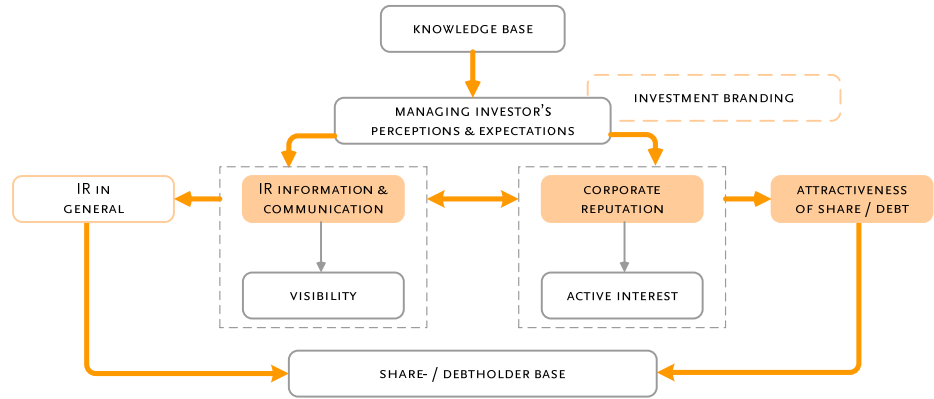 KNOWLEDGE BASE
INVESTMENT BRANDING
MANAGING INVESTOR'S
PERCEPTIONS & EXPECTATIONS
IR IN
GENERAL
IR INFORMATION &
COMMUNICATION
CORPORATE
REPUTATION
ATTRACTIVENESS
OF SHARE / DEBT
VISIBILITY
ACTIVE INTEREST
SHARE- / DEBTHOLDER BASE